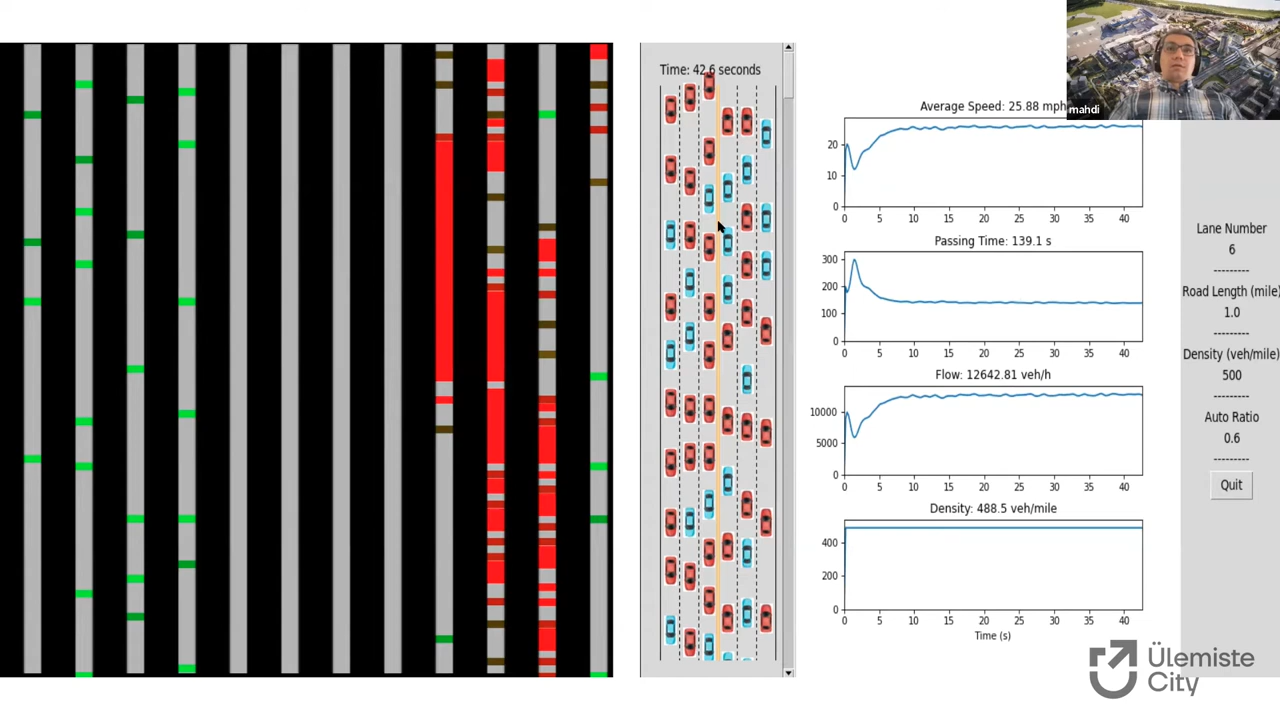 Time: 42.6 seconds
mahdi
Average Speed: 25.88 mph
20
10
0
0 5 10 15 20 25 30 35 40
Passing Time: 139.1 s
300
200
100
0
0 5 10 15 20 25 30 35 40
Flow: 12642.81 veh/h
10000
5000
0
0 5 10 15 20 25 30 35 40
Density: 488.5 veh/mile
400
200
0
0 5 10 15 20 25 30 35 40
Time (s)
Lane Number
6
---------
Road Length (mile)
1.0
---------
Density (veh/mile)
500
---------
Auto Ratio
0.6
---------
Quit
Ülemiste
City